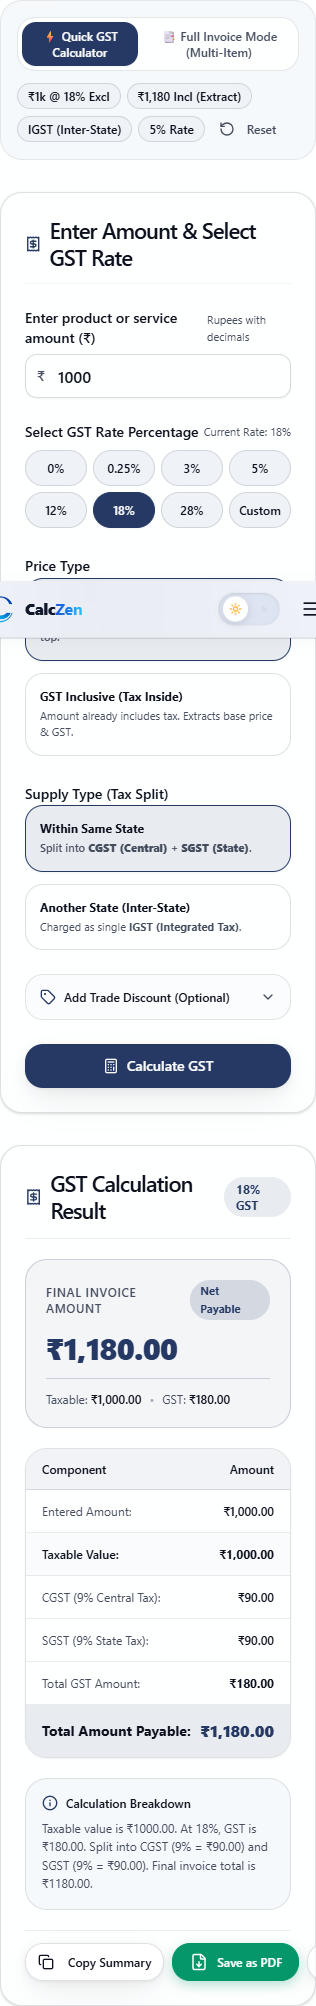 Quick GST
Calculator
Full Invoice Mode
(Multi-Item)
₹1k @ 18% Excl
₹1,180 Incl (Extract)
IGST (Inter-State)
5% Rate
Reset
Enter Amount & Select
GST Rate
Enter product or service
amount (₹)
Rupees with
decimals
₹ 1000
Select GST Rate Percentage
Current Rate: 18%
0%
0.25%
3%
5%
12%
18%
28%
Custom
Price Type
CalcZen
top.
GST Inclusive (Tax Inside)
Amount already includes tax. Extracts base price
& GST.
Supply Type (Tax Split)
Within Same State
Split into CGST (Central) + SGST (State).
Another State (Inter-State)
Charged as single IGST (Integrated Tax).
Add Trade Discount (Optional)
Calculate GST
GST Calculation
Result
18%
GST
FINAL INVOICE
AMOUNT
Net
Payable
₹1,180.00
Taxable: ₹1,000.00 • GST: ₹180.00
Component Amount
Entered Amount: ₹1,000.00
Taxable Value: ₹1,000.00
CGST (9% Central Tax): ₹90.00
SGST (9% State Tax): ₹90.00
Total GST Amount: ₹180.00
Total Amount Payable: ₹1,180.00
Calculation Breakdown
Taxable value is ₹1000.00. At 18%, GST is
₹180.00. Split into CGST (9% = ₹90.00) and
SGST (9% = ₹90.00). Final invoice total is
₹1180.00.
Copy Summary
Save as PDF